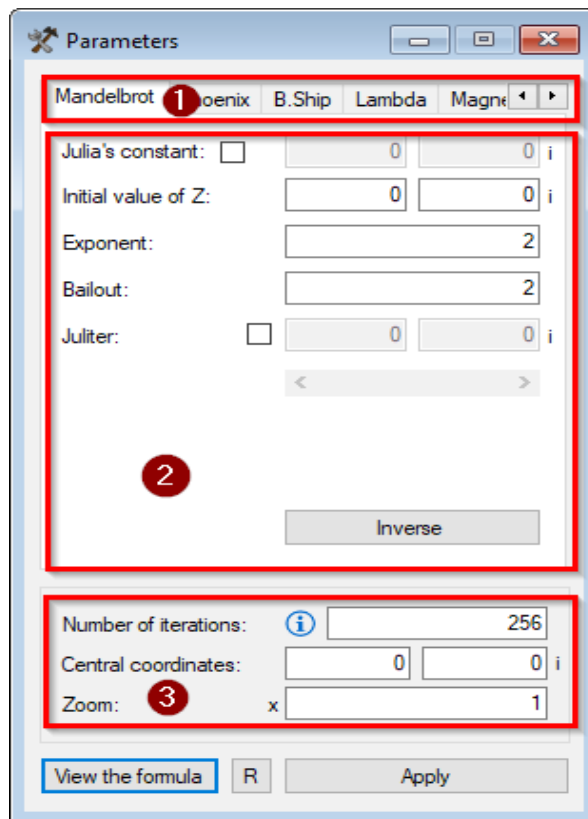 Parameters
Mandelbrot 1 oenix B.Ship Lambda Magne
Julia's constant: 0 0 i
Initial value of Z: 0 0 i
Exponent: 2
Bailout: 2
Juliter: 0 0 i
2
Inverse
Number of iterations: i 256
Central coordinates: 0 0 i
Zoom: 3 x 1
View the formula R Apply